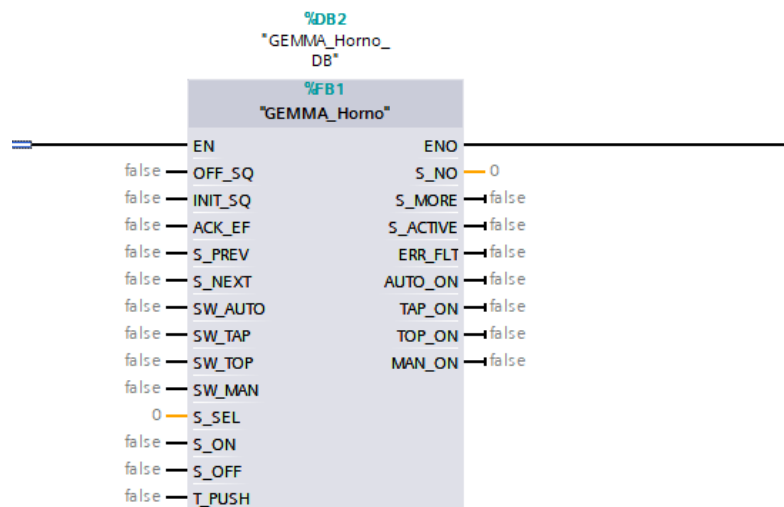 %DB2
"GEMMA_Horno_
DB"
%FB1
"GEMMA_Horno"
EN ENO
false OFF_SQ S_NO 0
false INIT_SQ S_MORE false
false ACK_EF S_ACTIVE false
false S_PREV ERR_FLT false
false S_NEXT AUTO_ON false
false SW_AUTO TAP_ON false
false SW_TAP TOP_ON false
false SW_TOP MAN_ON false
false SW_MAN
0 S_SEL
false S_ON
false S_OFF
false T_PUSH